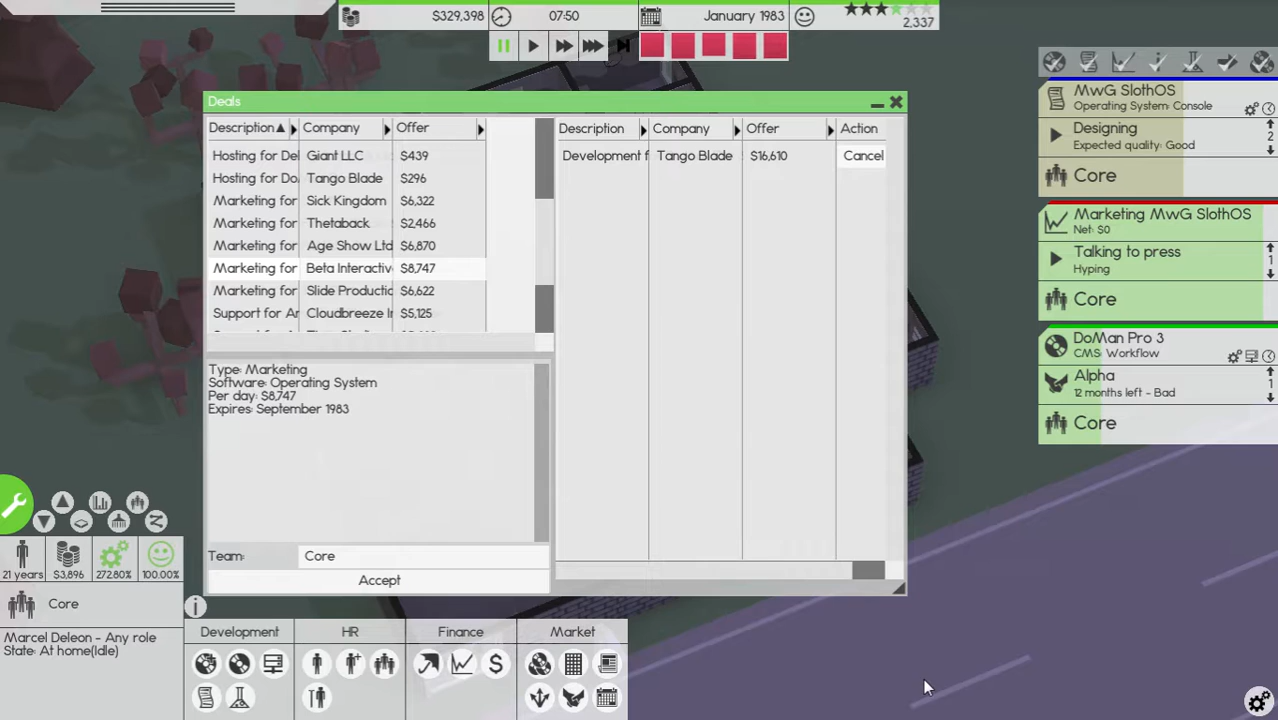 $329,398
07:50
January 1983
2,337
Deals
Description Company Offer
Hosting for Del Giant LLC $439
Hosting for Do. Tango Blade $296
Marketing for Sick Kingdom $6,322
Marketing for Thetaback $2,466
Marketing for Age Show Ltd $6,870
Marketing for Beta Interactiv $8,747
Marketing for Slide Productic $6,622
Support for Ar Cloudbreeze Ir $5,125
Type: Marketing
Software: Operating System
Per day: $8,747
Expires: September 1983
Team: Core
Accept
Description Company Offer Action
Development f Tango Blade $16,610 Cancel
MwG SlothOS
Operating System: Console
Designing
Expected quality: Good
2
Core
Marketing MwG SlothOS
Net: $0
Talking to press
Hyping
1
Core
DoMan Pro 3
CMS: Workflow
Alpha
12 months left - Bad
1
Core
21 years $3,896 272.80% 100.00%
Core
Marcel Deleon - Any role
State: At home(Idle)
Development HR Finance Market